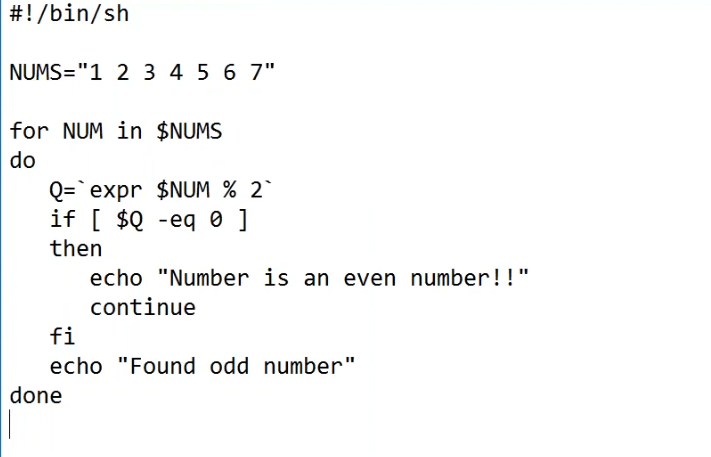 #!/bin/sh
NUMS="1 2 3 4 5 6 7"
for NUM in $NUMS
do
   Q=`expr $NUM % 2`
   if [ $Q -eq 0 ]
   then
      echo "Number is an even number!!"
      continue
   fi
   echo "Found odd number"
done